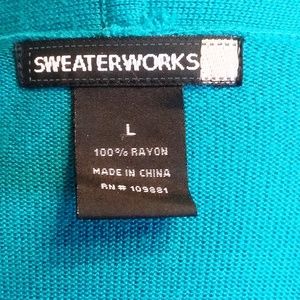 SWEATERWORKS
L
100% RAYON
MADE IN CHINA
RN# 109881